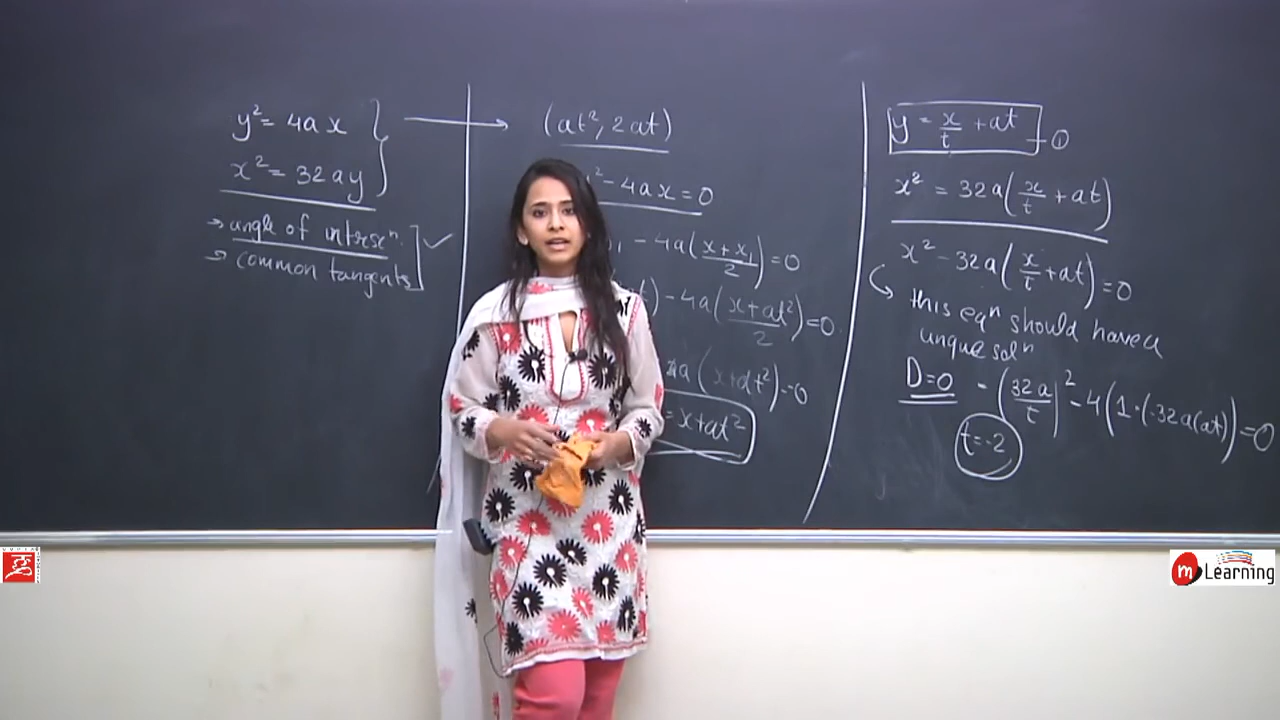 y² = 4ax
x² = 32ay
→ angle of intersecⁿ.
→ common tangents
(at², 2at)
² - 4ax = 0
₁ - 4a(x + x₁/2) = 0
t) - 4a(x + at²/2) = 0
a(x + at²) = 0
= x + at²
y = x/t + at — ①
x² = 32a(x/t + at)
x² - 32a(x/t + at) = 0
this eqⁿ should have a
unque solⁿ
D = 0 - (32a/t)² - 4(1·(-32a(at)) = 0
t = -2
m Learning